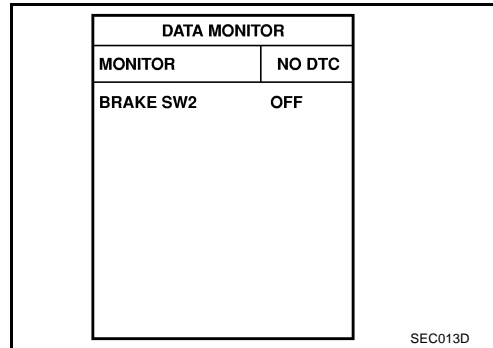 DATA MONITOR
MONITOR NO DTC
BRAKE SW2 OFF
SEC013D